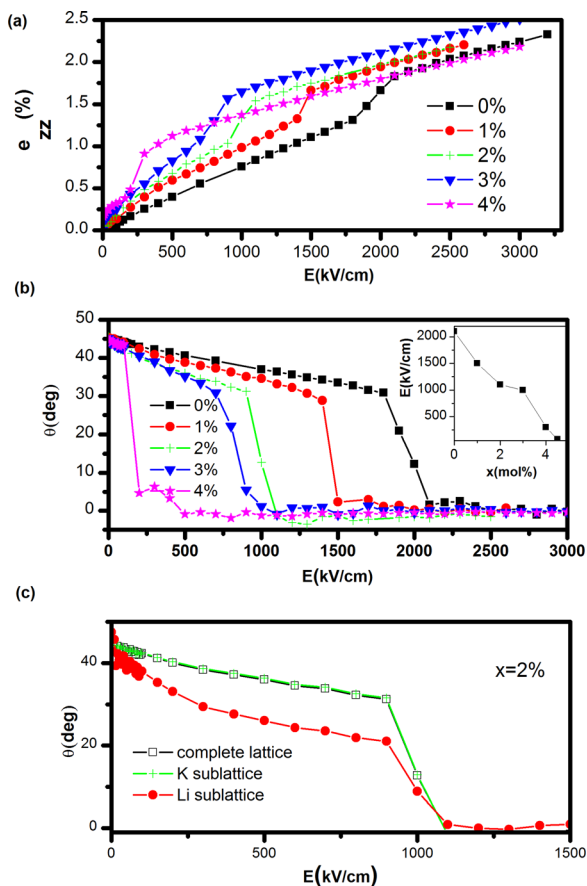 (a)
e zz (%)
2.5
2.0
1.5
1.0
0.5
0.0
0%
1%
2%
3%
4%
0 500 1000 1500 2000 2500 3000
E(kV/cm)
(b)
θ(deg)
50
40
30
20
10
0
0%
1%
2%
3%
4%
E(kV/cm)
2000
1500
1000
500
0 2 4
x(mol%)
0 500 1000 1500 2000 2500 3000
E(kV/cm)
(c)
θ(deg)
40
20
0
x=2%
complete lattice
K sublattice
Li sublattice
0 500 1000 1500
E(kV/cm)